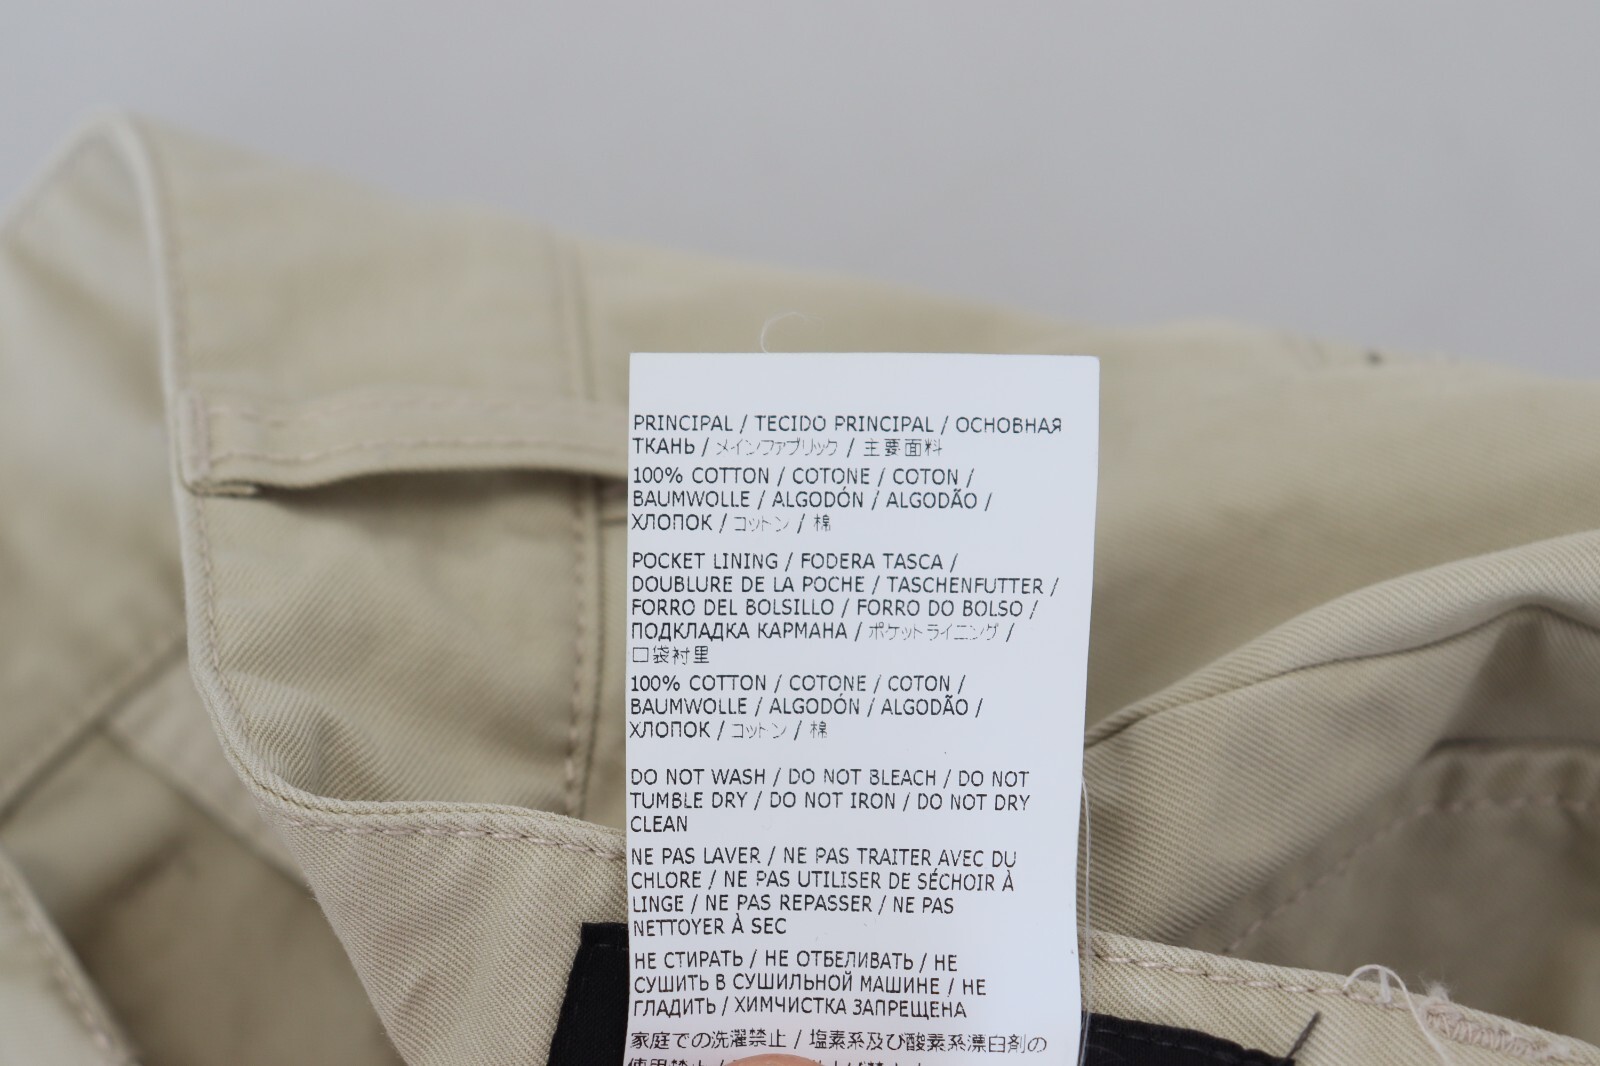 PRINCIPAL / TECIDO PRINCIPAL / ОСНОВНАЯ
ТКАНЬ / メインファブリック / 主要面料
100% COTTON / COTONE / COTON /
BAUMWOLLE / ALGODÓN / ALGODÃO /
ХЛОПОК / コットン / 棉
POCKET LINING / FODERA TASCA /
DOUBLURE DE LA POCHE / TASCHENFUTTER /
FORRO DEL BOLSILLO / FORRO DO BOLSO /
ПОДКЛАДКА КАРМАНА / ポケットライニング /
口袋衬里
100% COTTON / COTONE / COTON /
BAUMWOLLE / ALGODÓN / ALGODÃO /
ХЛОПОК / コットン / 棉
DO NOT WASH / DO NOT BLEACH / DO NOT
TUMBLE DRY / DO NOT IRON / DO NOT DRY
CLEAN
NE PAS LAVER / NE PAS TRAITER AVEC DU
CHLORE / NE PAS UTILISER DE SÉCHOIR À
LINGE / NE PAS REPASSER / NE PAS
NETTOYER À SEC
НЕ СТИРАТЬ / НЕ ОТБЕЛИВАТЬ / НЕ
СУШИТЬ В СУШИЛЬНОЙ МАШИНЕ / НЕ
ГЛАДИТЬ / ХИМЧИСТКА ЗАПРЕЩЕНА
家庭での洗濯禁止 / 塩素系及び酸素系漂白剤の
使用禁止 /